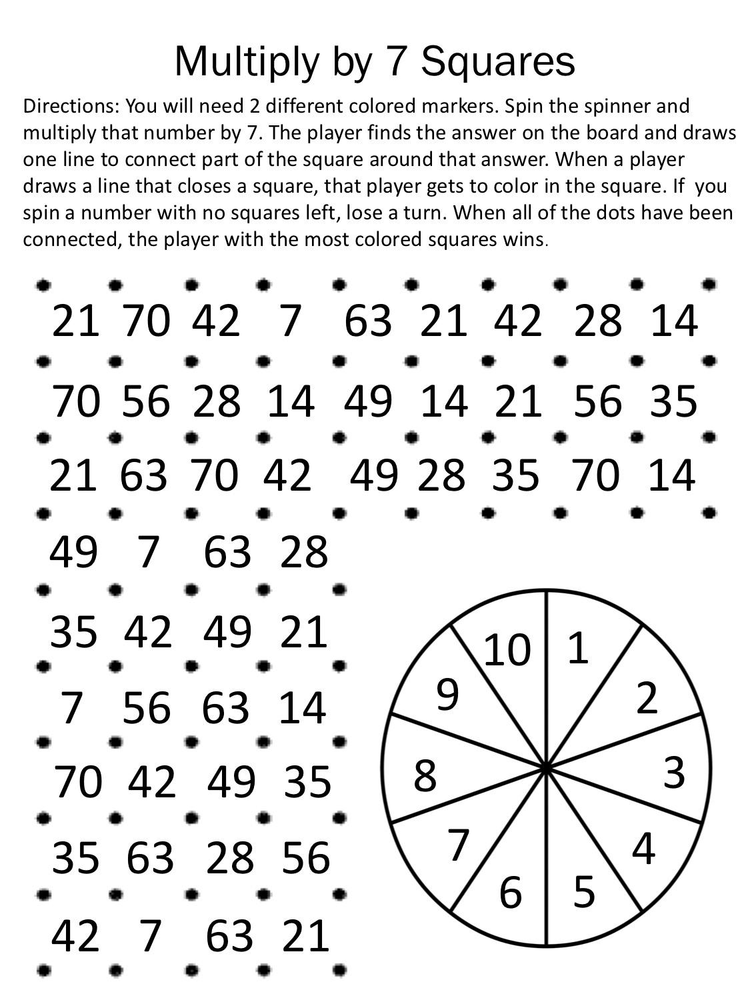 Multiply by 7 Squares
Directions: You will need 2 different colored markers. Spin the spinner and
multiply that number by 7. The player finds the answer on the board and draws
one line to connect part of the square around that answer. When a player
draws a line that closes a square, that player gets to color in the square. If  you
spin a number with no squares left, lose a turn. When all of the dots have been
connected, the player with the most colored squares wins.
21 70 42 7 63 21 42 28 14
70 56 28 14 49 14 21 56 35
21 63 70 42 49 28 35 70 14
49 7 63 28
35 42 49 21
7 56 63 14
70 42 49 35
35 63 28 56
42 7 63 21
10 1
9 2
8 3
7 4
6 5